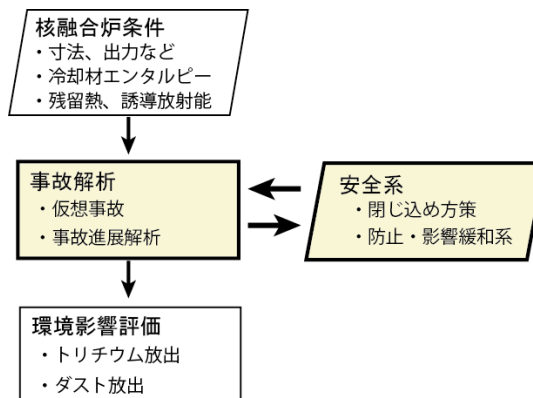 核融合炉条件
・寸法、出力など
・冷却材エンタルピー
・残留熱、誘導放射能
事故解析
・仮想事故
・事故進展解析
安全系
・閉じ込め方策
・防止・影響緩和系
環境影響評価
・トリチウム放出
・ダスト放出